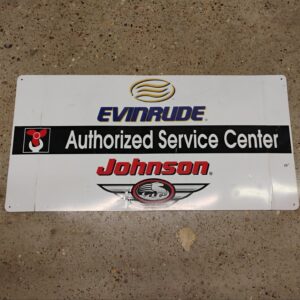 EVINRUDE.
Authorized Service Center
Johnson®